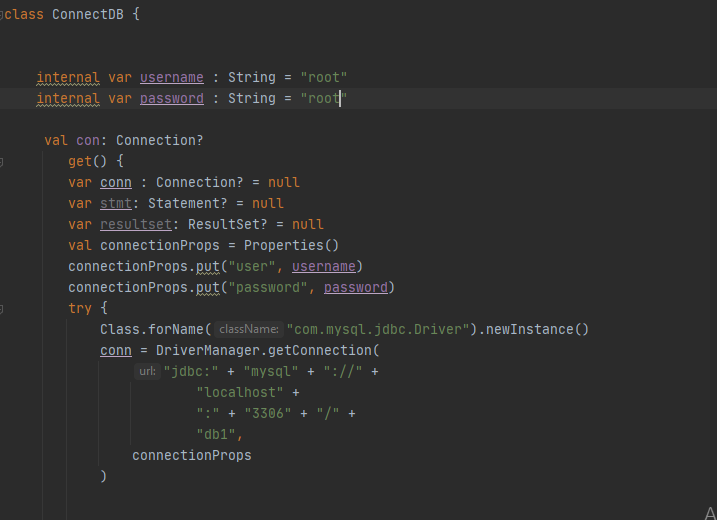 class ConnectDB {
internal var username : String = "root"
internal var password : String = "root"
val con: Connection?
get() {
var conn : Connection? = null
var stmt: Statement? = null
var resultset: ResultSet? = null
val connectionProps = Properties()
connectionProps.put("user", username)
connectionProps.put("password", password)
try {
Class.forName( className: "com.mysql.jdbc.Driver").newInstance()
conn = DriverManager.getConnection(
url: "jdbc:" + "mysql" + "://" +
"localhost" +
":" + "3306" + "/" +
"db1",
connectionProps
)
A